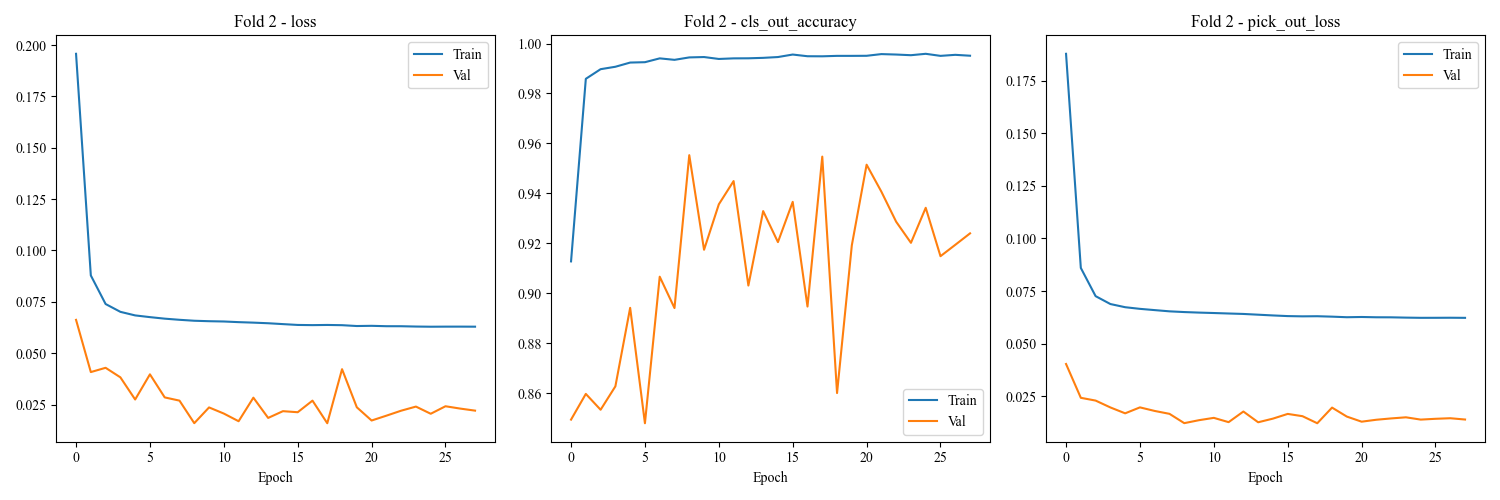 Fold 2 - loss
0.200
0.175
0.150
0.125
0.100
0.075
0.050
0.025
0 5 10 15 20 25
Epoch
Train
Val
Fold 2 - cls_out_accuracy
1.00
0.98
0.96
0.94
0.92
0.90
0.88
0.86
0 5 10 15 20 25
Epoch
Train
Val
Fold 2 - pick_out_loss
0.175
0.150
0.125
0.100
0.075
0.050
0.025
0 5 10 15 20 25
Epoch
Train
Val